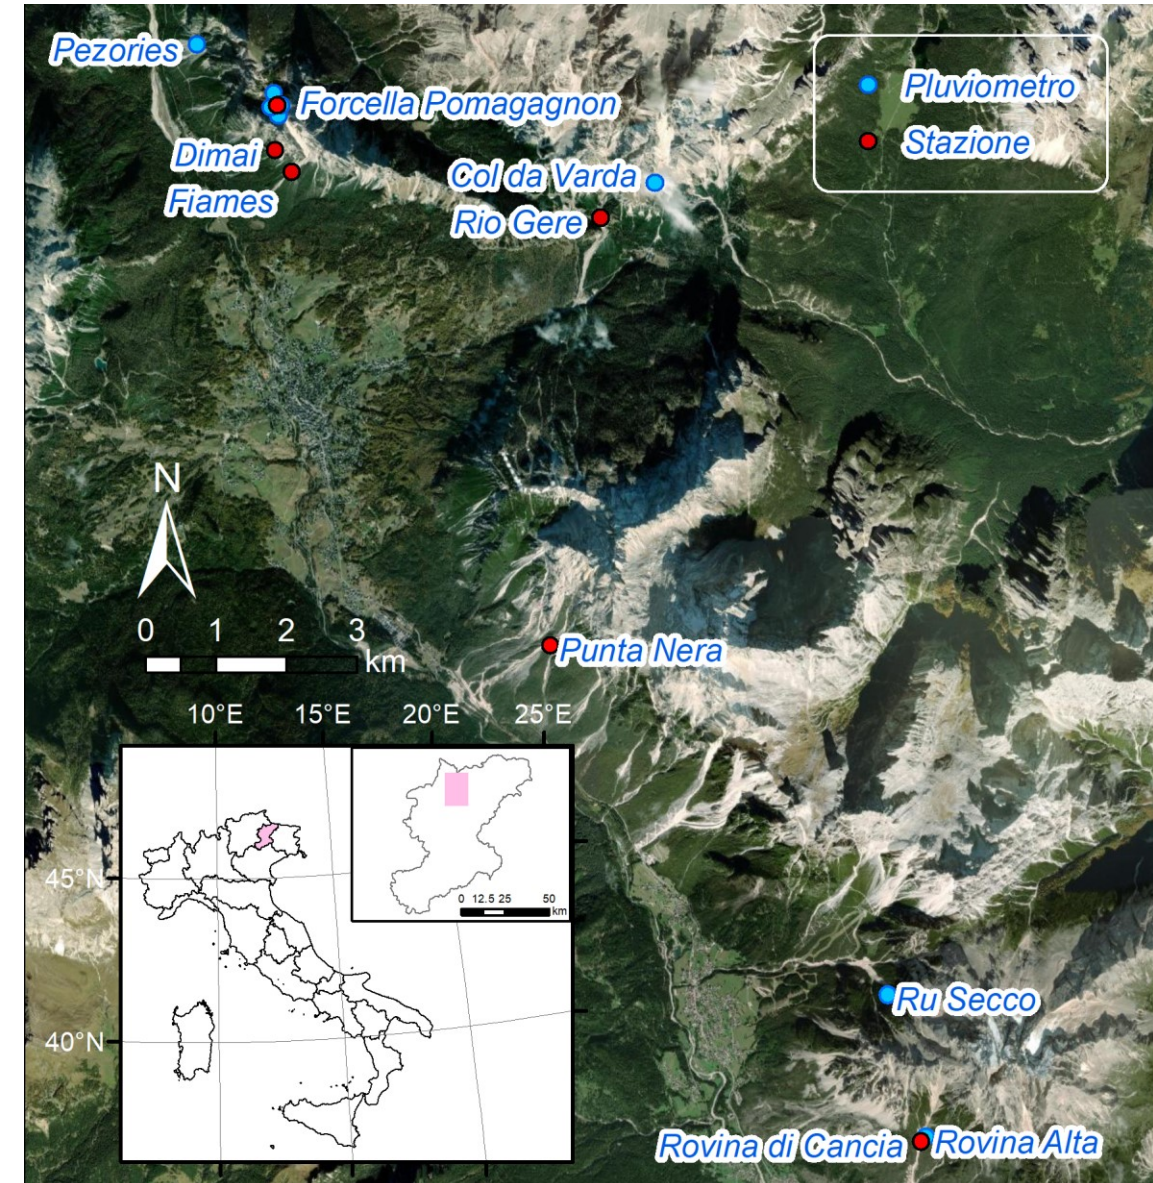 Pezories
Forcella Pomagagnon
Pluviometro
Stazione
Dimai
Fiames
Col da Varda
Rio Gere
N
0 1 2 3
km
Punta Nera
10°E 15°E 20°E 25°E
45°N
40°N
0 12.5 25 50
km
Ru Secco
Rovina di Cancia
Rovina Alta